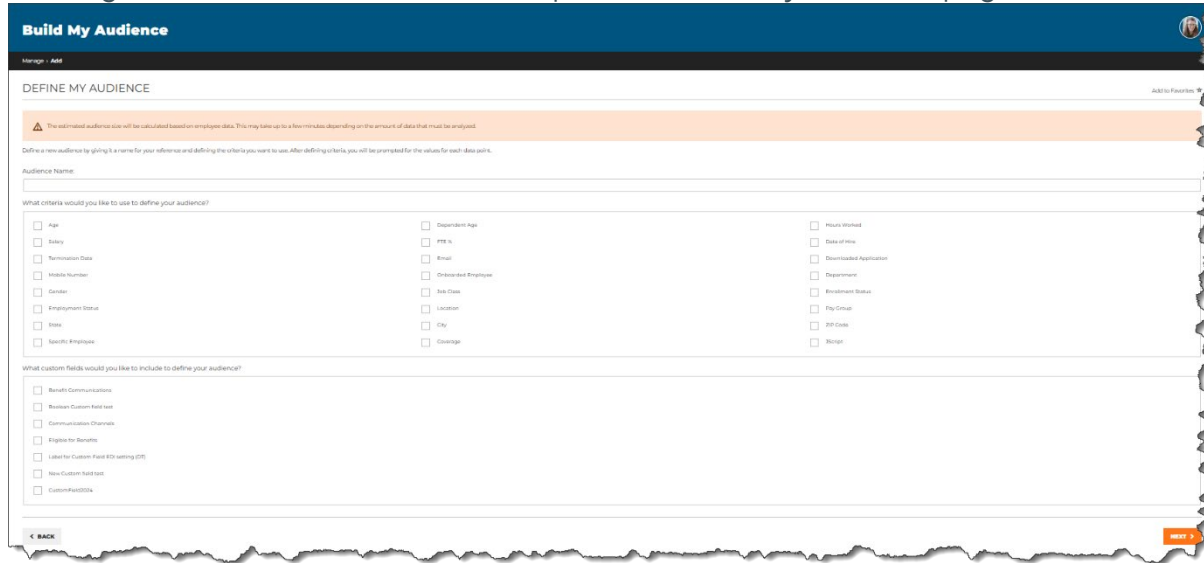 Build My Audience
Manage › Add
DEFINE MY AUDIENCE
Add to Favorites ★
The estimated audience size will be calculated based on employee data. This may take up to a few minutes depending on the amount of data that must be analyzed.
Define a new audience by giving it a name for your reference and defining the criteria you want to use. After defining criteria, you will be prompted for the values for each data point.
Audience Name:
What criteria would you like to use to define your audience?
Age
Dependent Age
Hours Worked
Salary
FTE %
Date of Hire
Termination Date
Email
Downloaded Application
Mobile Number
Onboarded Employee
Department
Gender
Job Class
Enrollment Status
Employment Status
Location
Pay Group
State
City
ZIP Code
Specific Employee
Coverage
JScript
What custom fields would you like to include to define your audience?
Benefit Communications
Boolean Custom field test
Communication Channels
Eligible for Benefits
Label for Custom Field EOI setting
New Custom field test
CustomField2024
< BACK
NEXT >